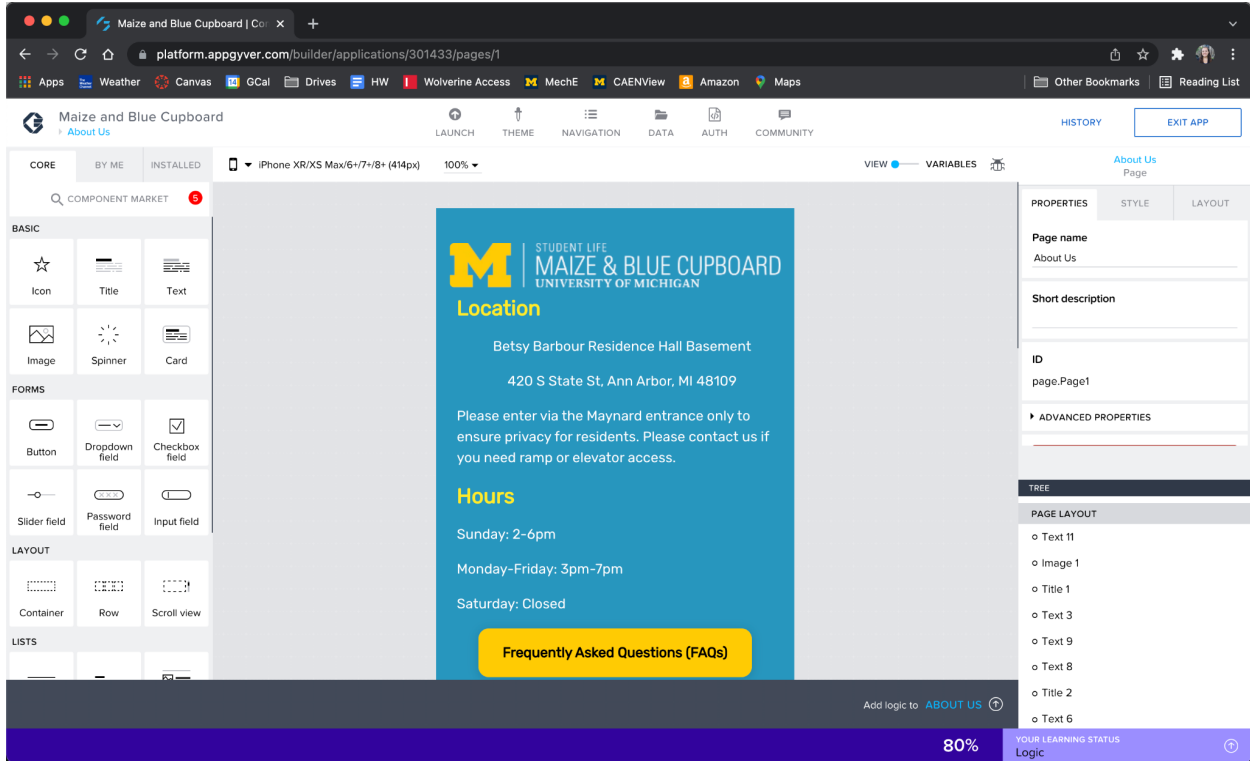 Maize and Blue Cupboard | Con
platform.appgyver.com/builder/applications/301433/pages/1
Apps Weather Canvas GCal Drives HW Wolverine Access MechE CAENView Amazon Maps Other Bookmarks Reading List
Maize and Blue Cupboard
About Us
LAUNCH THEME NAVIGATION DATA AUTH COMMUNITY
HISTORY EXIT APP
CORE BY ME INSTALLED
iPhone XR/XS Max/6+/7+/8+ (414px) 100%
VIEW VARIABLES
About Us
Page
COMPONENT MARKET 5
BASIC
Icon Title Text
Image Spinner Card
FORMS
Button Dropdown field Checkbox field
Slider field Password field Input field
LAYOUT
Container Row Scroll view
LISTS
M STUDENT LIFE
MAIZE & BLUE CUPBOARD
UNIVERSITY OF MICHIGAN
Location
Betsy Barbour Residence Hall Basement
420 S State St, Ann Arbor, MI 48109
Please enter via the Maynard entrance only to
ensure privacy for residents. Please contact us if
you need ramp or elevator access.
Hours
Sunday: 2-6pm
Monday-Friday: 3pm-7pm
Saturday: Closed
Frequently Asked Questions (FAQs)
PROPERTIES STYLE LAYOUT
Page name
About Us
Short description
ID
page.Page1
ADVANCED PROPERTIES
TREE
PAGE LAYOUT
Text 11
Image 1
Title 1
Text 3
Text 9
Text 8
Title 2
Text 6
Add logic to ABOUT US
80%
YOUR LEARNING STATUS
Logic